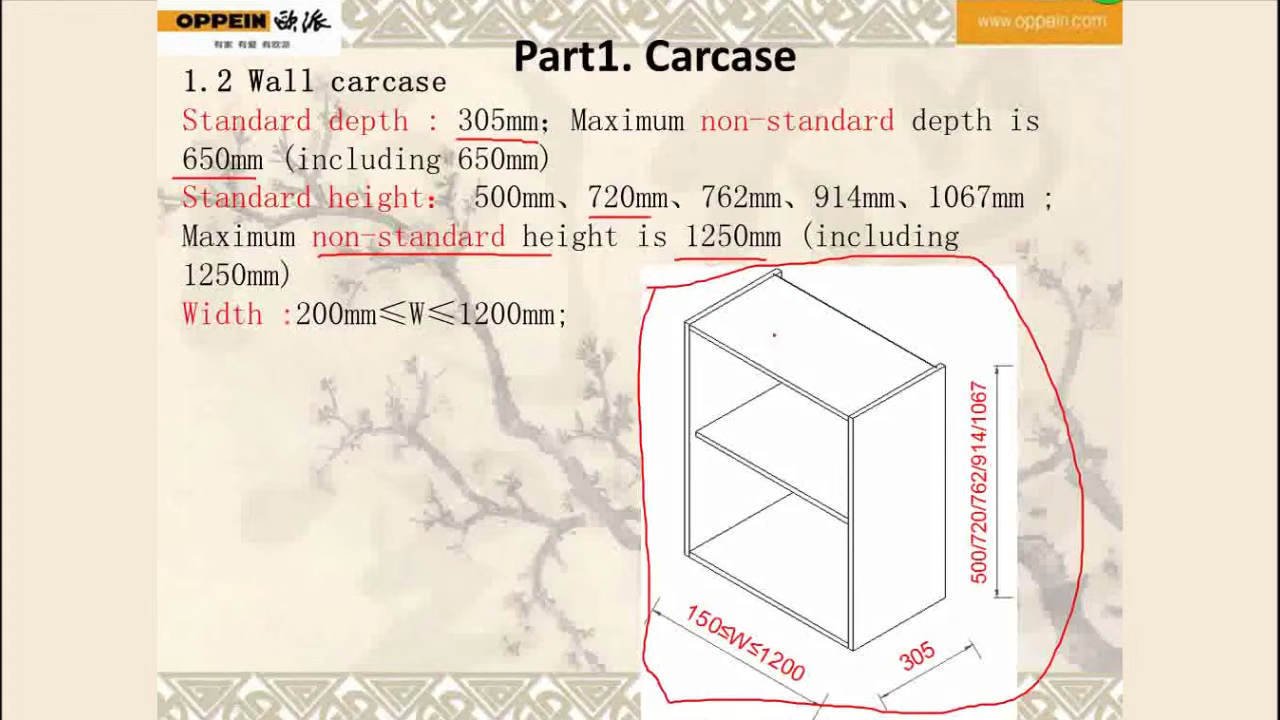 OPPEIN 欧派
有家 有爱 有欧派
www.oppein.com
Part1. Carcase
1.2 Wall carcase
Standard depth : 305mm; Maximum non-standard depth is
650mm (including 650mm)
Standard height: 500mm、720mm、762mm、914mm、1067mm ;
Maximum non-standard height is 1250mm (including
1250mm)
Width :200mm≤W≤1200mm;
500/720/762/914/1067
150≤W≤1200
305